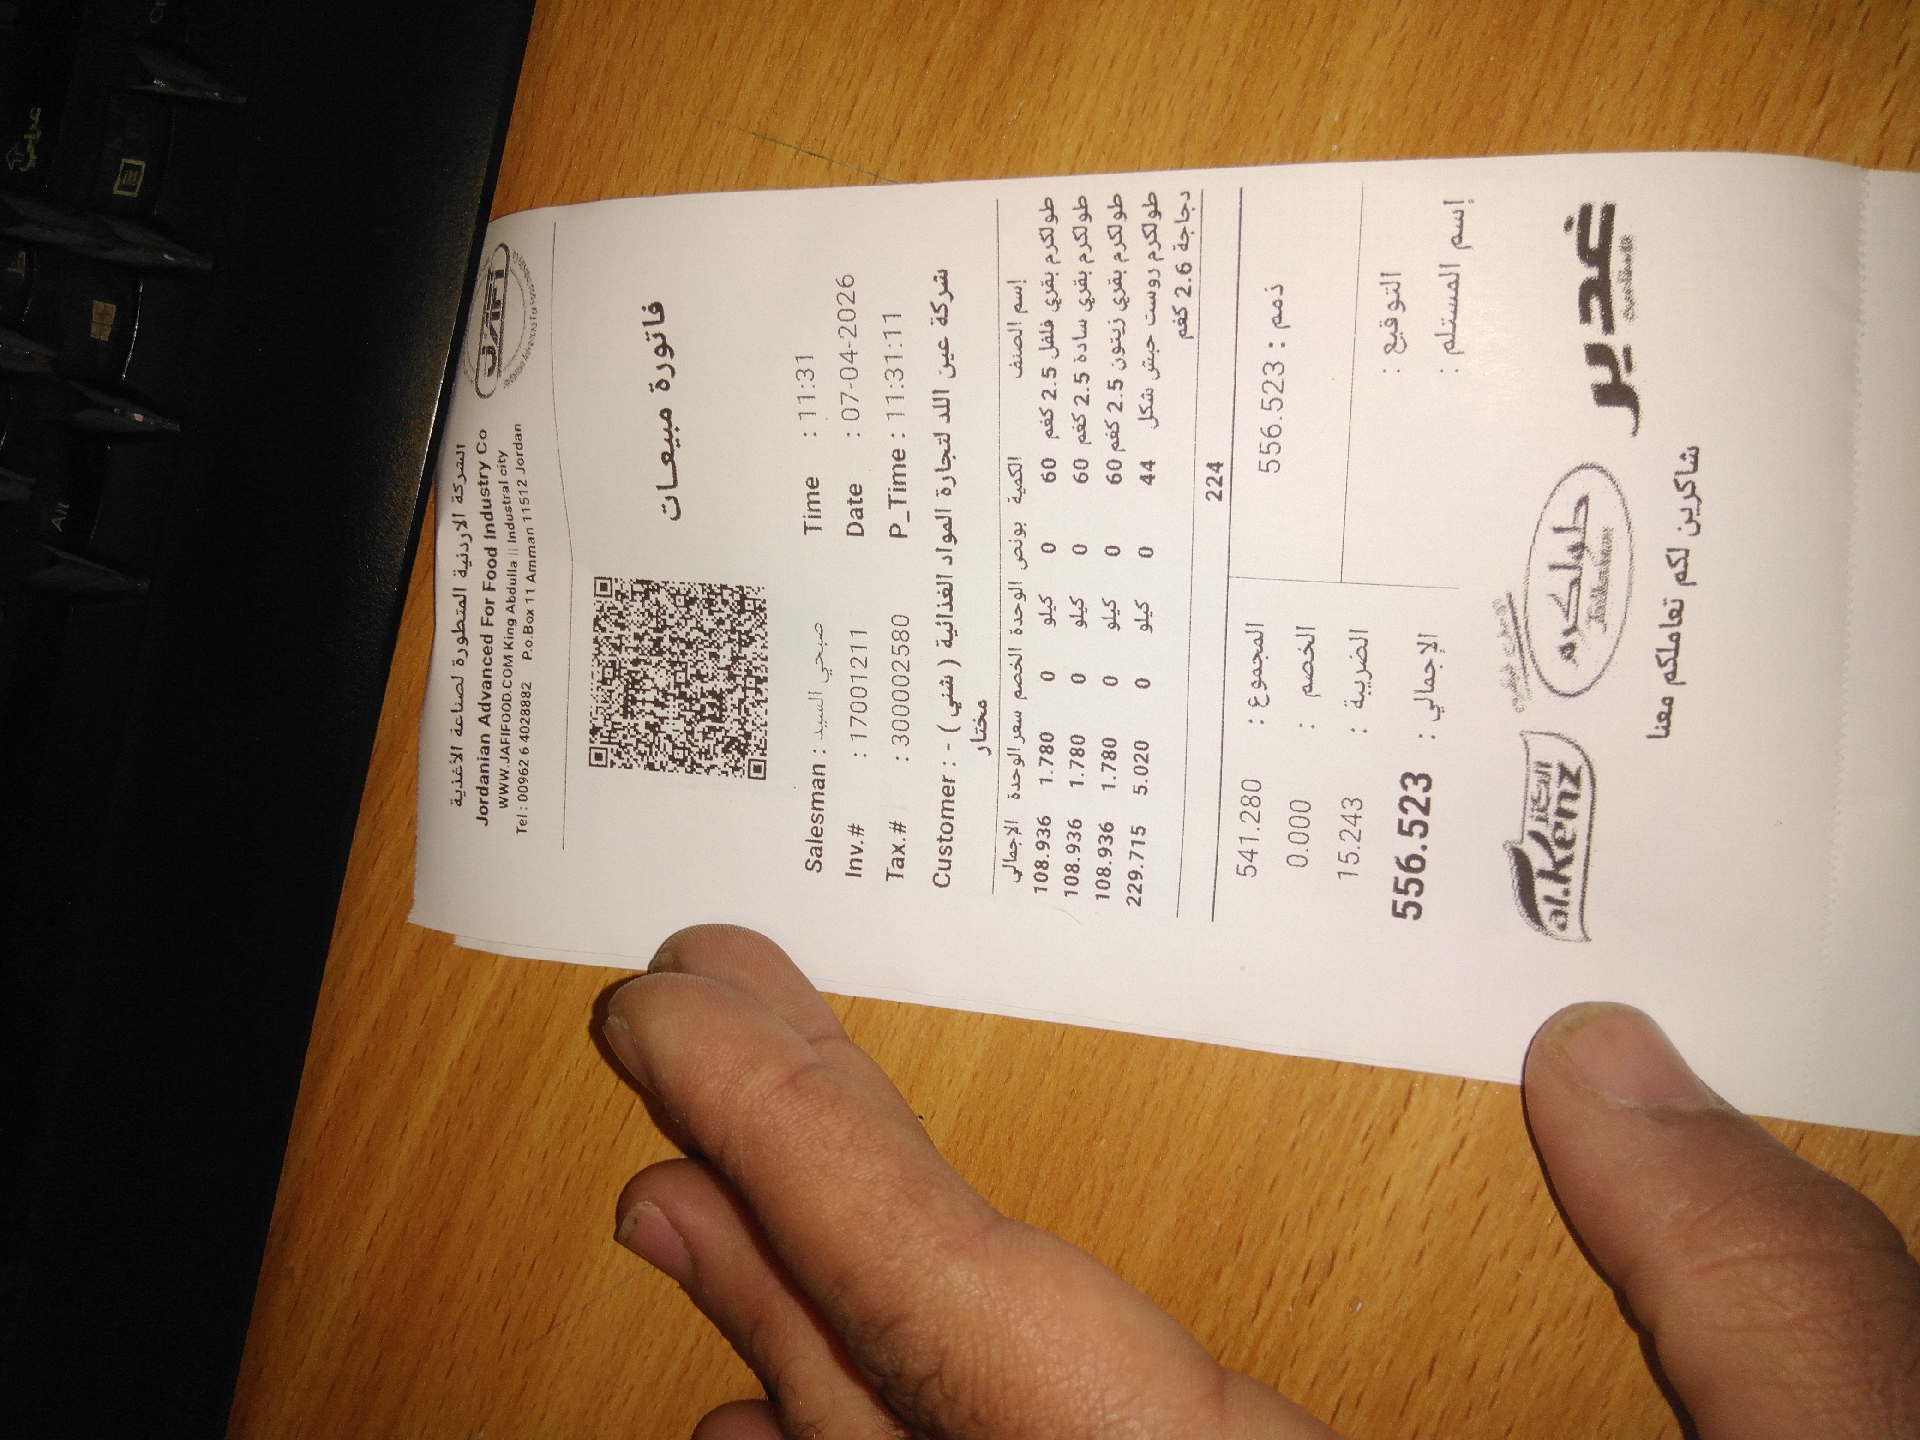 الشركة الاردنية المتطورة لصناعة الأغذية
Jordanian Advanced For Food Industry Co
WWW.JAFIFOOD.COM King Abdulla II Industral city
Tel : 00962 6 4028882 P.o.Box 11 Amman 11512 Jordan
JAFI
فاتورة مبيعات
Salesman : صبحي السيد Time : 11:31
Inv.# : 17001211 Date : 07-04-2026
Tax.# : 300002580 P_Time : 11:31:11
Customer : - شركة عين اللد لتجارة المواد الغذائية ( شني )
مختار
إسم الصنف الكمية بونص الوحدة الخصم سعر الوحدة الإجمالي
طولكرم بقري فلفل 2.5 كغم 60 0 كيلو 0 1.780 108.936
طولكرم بقري سادة 2.5 كغم 60 0 كيلو 0 1.780 108.936
طولكرم بقري زيتون 2.5 كغم 60 0 كيلو 0 1.780 108.936
طولكرم روست حبش شكل 44 0 كيلو 0 5.020 229.715
دجاجة 2.6 كغم
224
المجموع : 541.280 ذمم : 556.523
الخصم : 0.000
الضريبة : 15.243 التوقيع :
الإجمالي : 556.523 إسم المستلم :
al.Kenz الكنز
طولكرم
غدير
شاكرين لكم تعاملكم معنا
Alt